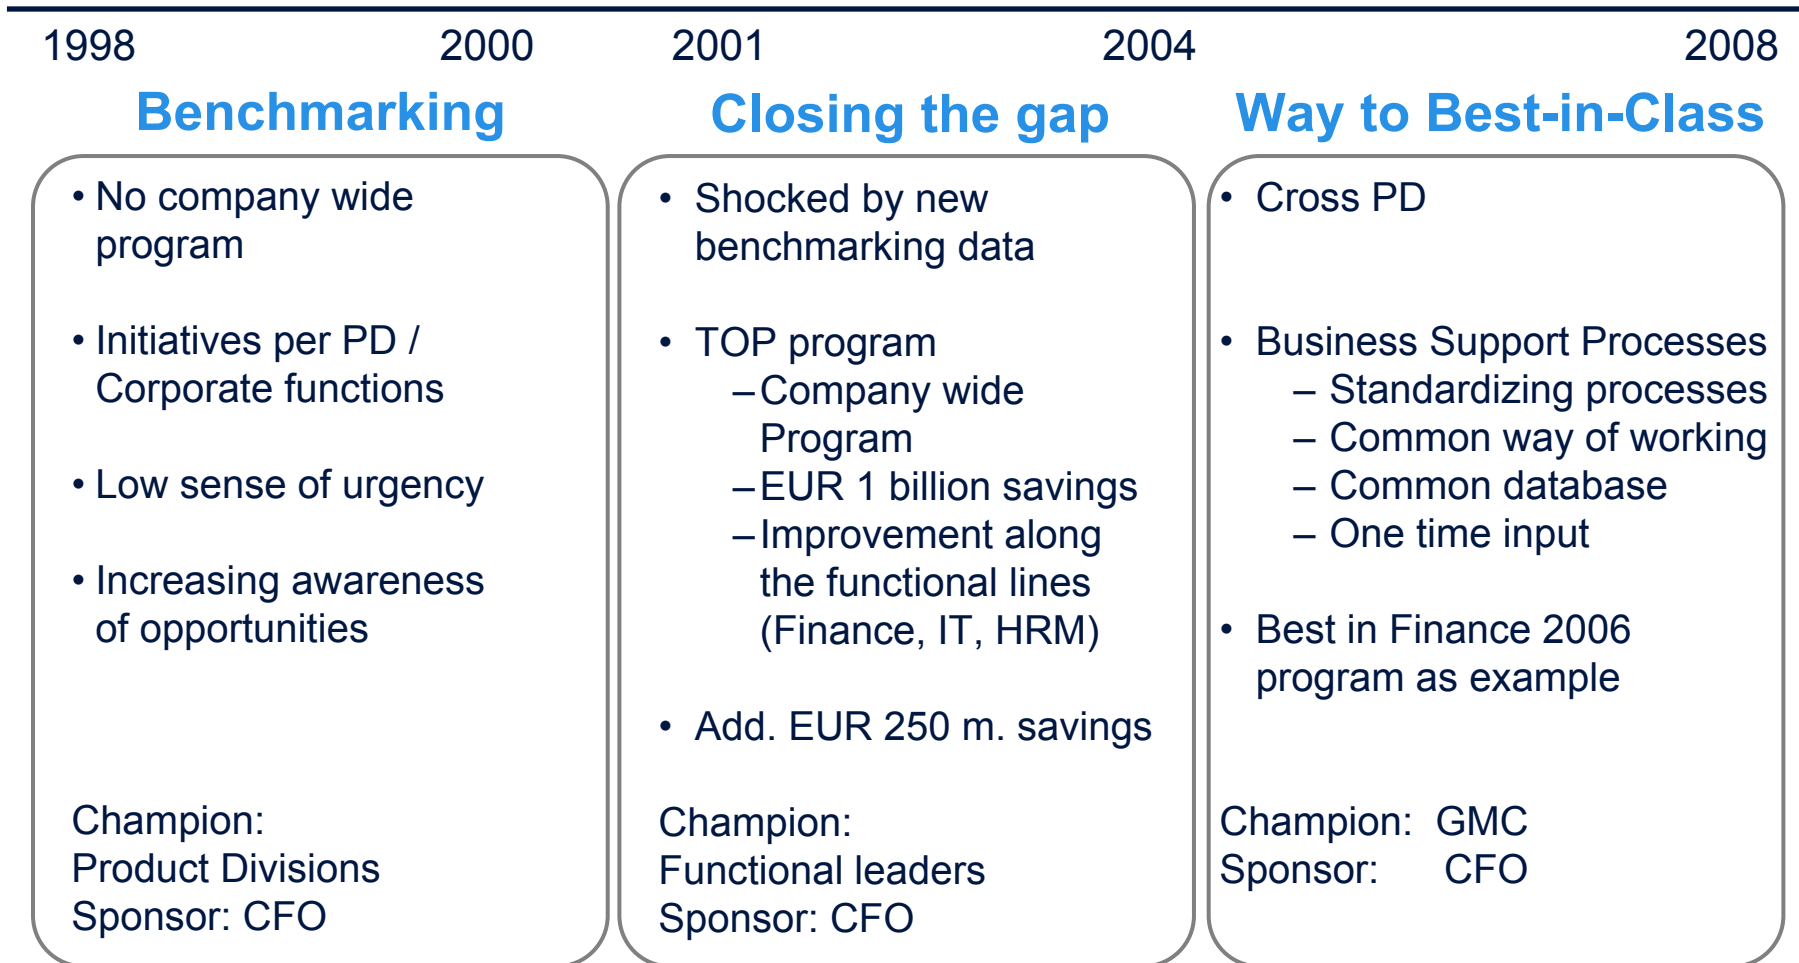 1998 2000 2001 2004 2008
Benchmarking
• No company wide
program
• Initiatives per PD /
Corporate functions
• Low sense of urgency
• Increasing awareness
of opportunities
Champion:
Product Divisions
Sponsor: CFO
Closing the gap
• Shocked by new
benchmarking data
• TOP program
–Company wide
Program
–EUR 1 billion savings
–Improvement along
the functional lines
(Finance, IT, HRM)
• Add. EUR 250 m. savings
Champion:
Functional leaders
Sponsor: CFO
Way to Best-in-Class
• Cross PD
• Business Support Processes
– Standardizing processes
– Common way of working
– Common database
– One time input
• Best in Finance 2006
program as example
Champion: GMC
Sponsor: CFO